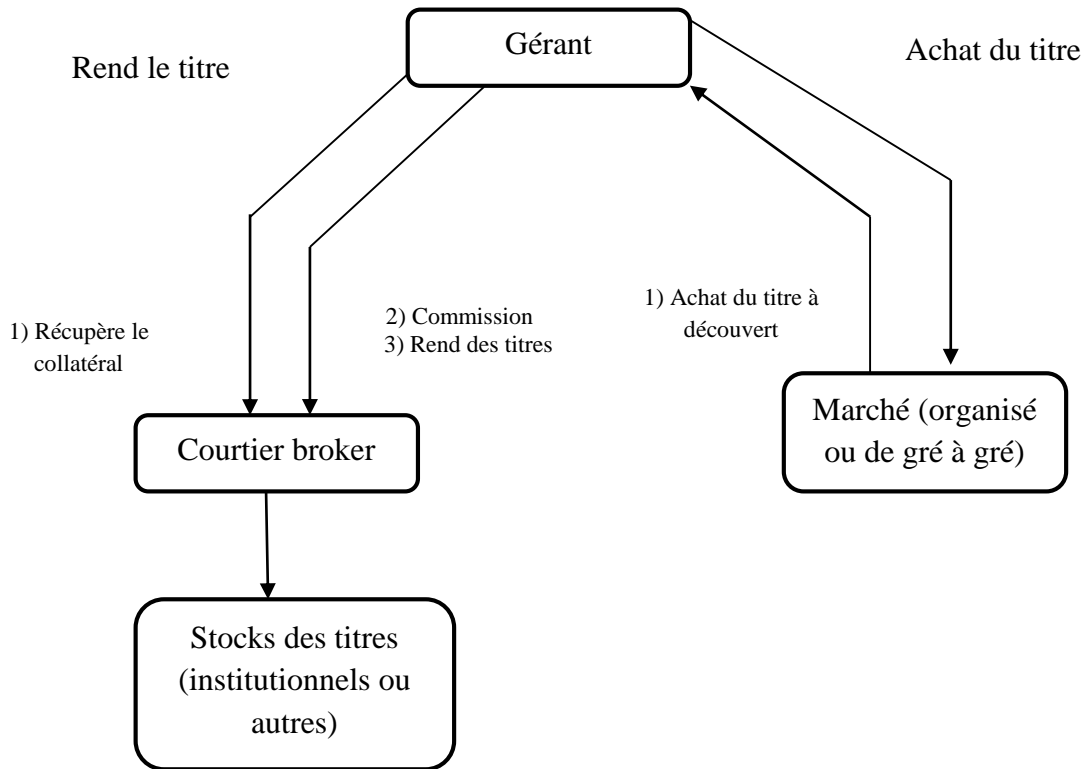 Gérant
Rend le titre
Achat du titre
1) Récupère le
collatéral
2) Commission
3) Rend des titres
1) Achat du titre à
découvert
Courtier broker
Marché (organisé
ou de gré à gré)
Stocks des titres
(institutionnels ou
autres)